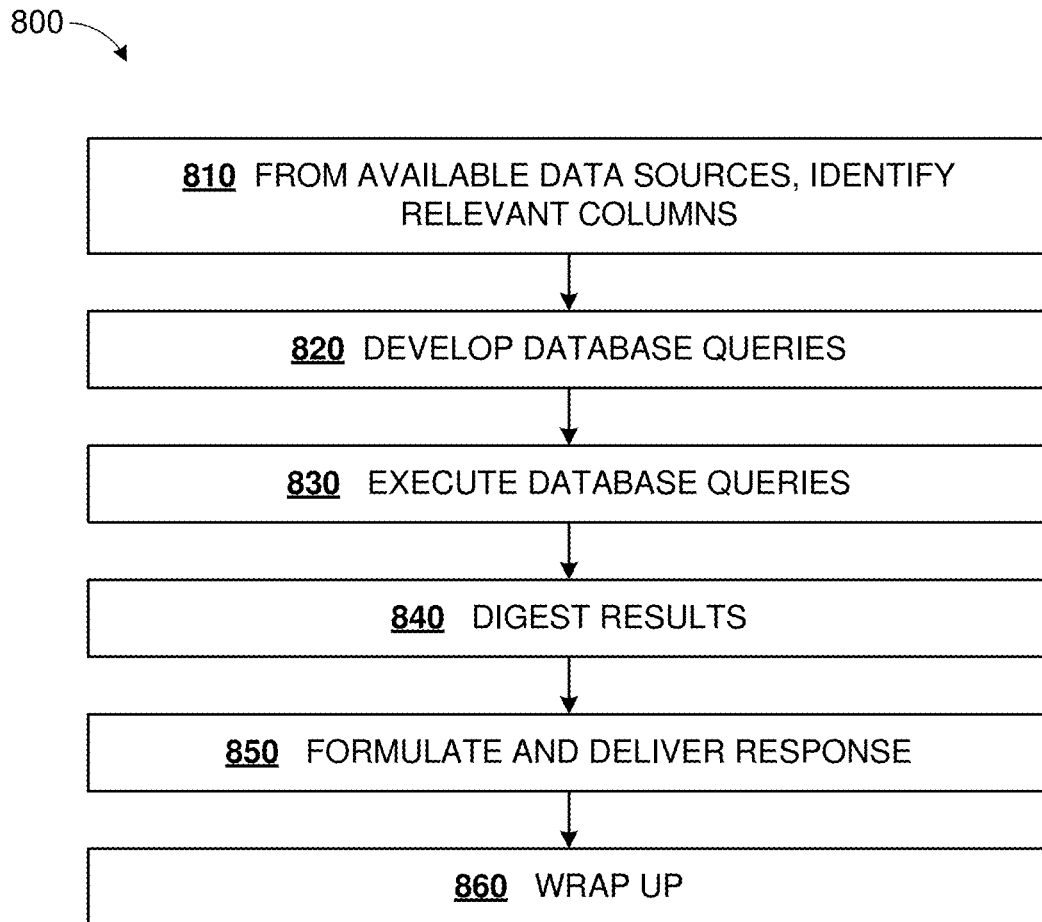 800
810 FROM AVAILABLE DATA SOURCES, IDENTIFY
RELEVANT COLUMNS
820 DEVELOP DATABASE QUERIES
830 EXECUTE DATABASE QUERIES
840 DIGEST RESULTS
850 FORMULATE AND DELIVER RESPONSE
860 WRAP UP